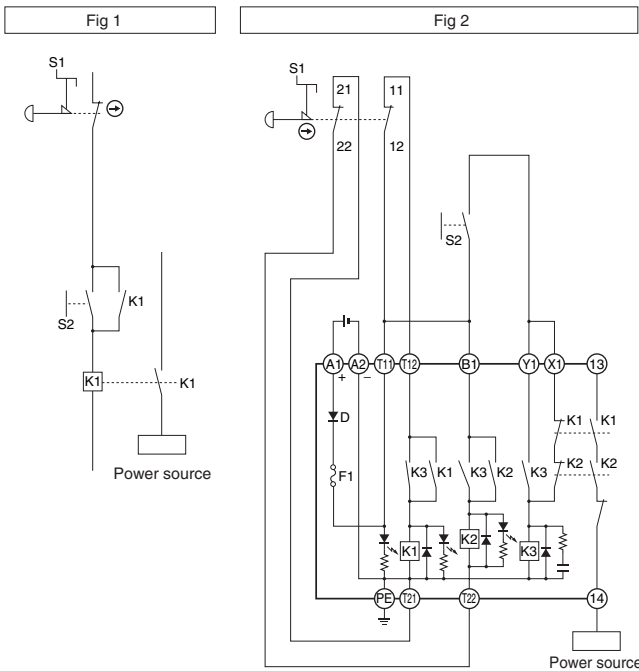 Fig 1
Fig 2
S1
S2
K1
K1
K1
Power source
S1
21
11
22
12
S2
A1
A2
T11
T12
B1
Y1
X1
13
+
−
D
F1
K3
K1
K3
K2
K3
K1
K1
K2
K2
K1
K2
K3
PE
T21
T22
14
Power source